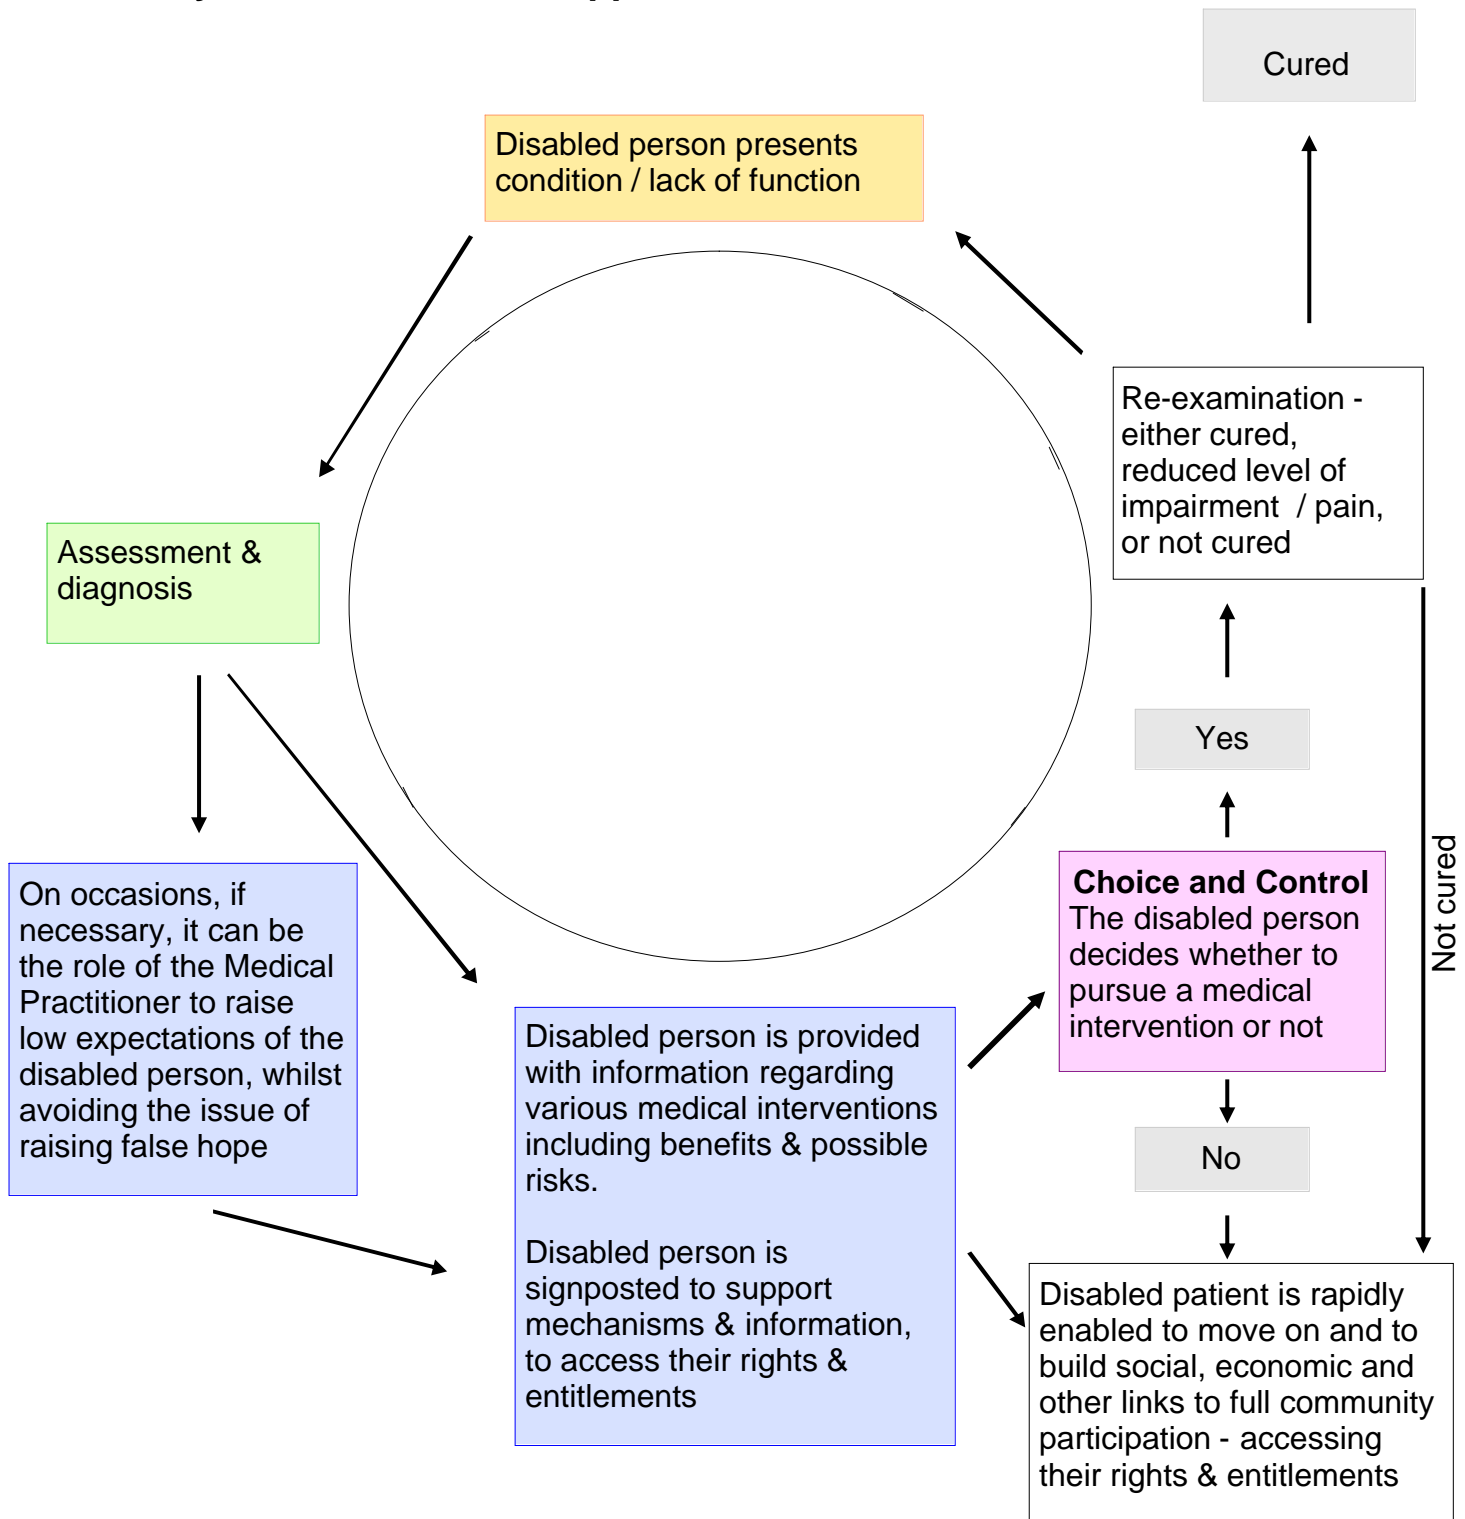 Cured
Disabled person presents
condition / lack of function
Re-examination -
either cured,
reduced level of
impairment / pain,
or not cured
Assessment &
diagnosis
Yes
Not cured
On occasions, if
necessary, it can be
the role of the Medical
Practitioner to raise
low expectations of the
disabled person, whilst
avoiding the issue of
raising false hope
Choice and Control
The disabled person
decides whether to
pursue a medical
intervention or not
Disabled person is provided
with information regarding
various medical interventions
including benefits & possible
risks.
Disabled person is
signposted to support
mechanisms & information,
to access their rights &
entitlements
No
Disabled patient is rapidly
enabled to move on and to
build social, economic and
other links to full community
participation - accessing
their rights & entitlements